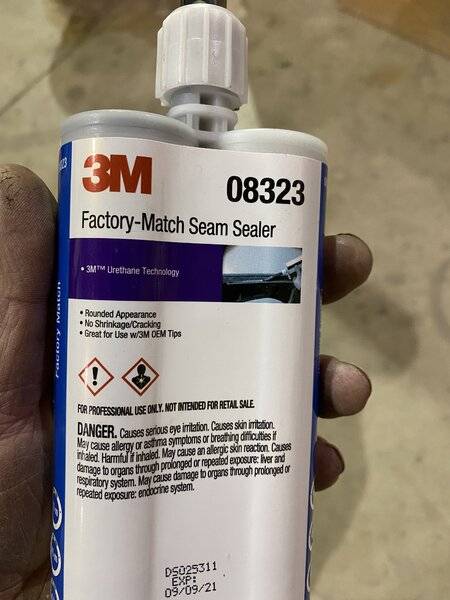 3M
08323
Factory-Match Seam Sealer
• 3M™ Urethane Technology
• Rounded Appearance
• No Shrinkage/Cracking
• Great for Use w/3M OEM Tips
FOR PROFESSIONAL USE ONLY. NOT INTENDED FOR RETAIL SALE.
DANGER. Causes serious eye irritation. Causes skin irritation.
May cause allergy or asthma symptoms or breathing difficulties if
inhaled. Harmful if inhaled. May cause an allergic skin reaction. Causes
damage to organs through prolonged or repeated exposure: liver and
respiratory system. May cause damage to organs through prolonged or
repeated exposure: endocrine system.
DS025311
EXP:
09/09/21
Factory Match